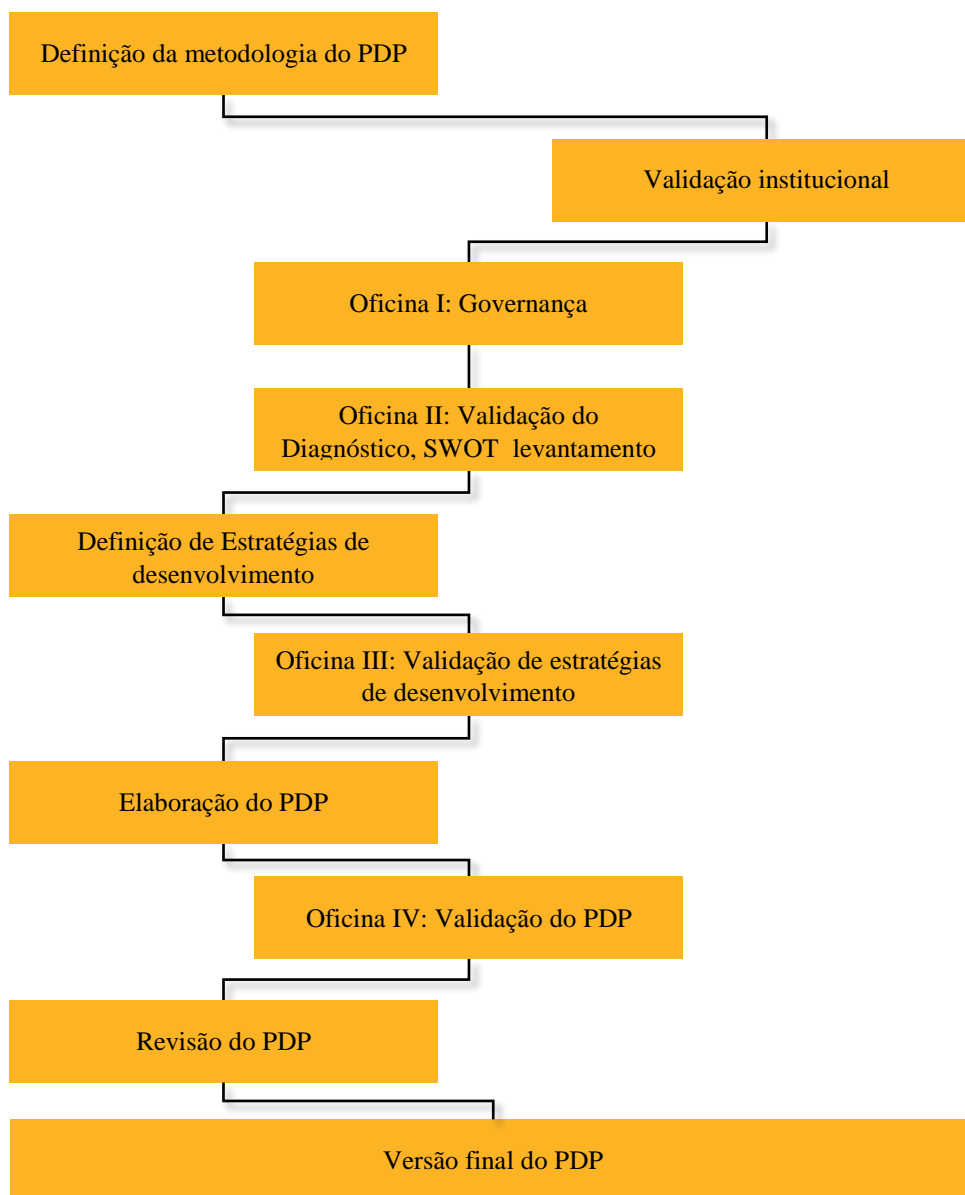 Definição da metodologia do PDP
Validação institucional
Oficina I: Governança
Oficina II: Validação do
Diagnóstico, SWOT levantamento
Definição de Estratégias de
desenvolvimento
Oficina III: Validação de estratégias
de desenvolvimento
Elaboração do PDP
Oficina IV: Validação do PDP
Revisão do PDP
Versão final do PDP